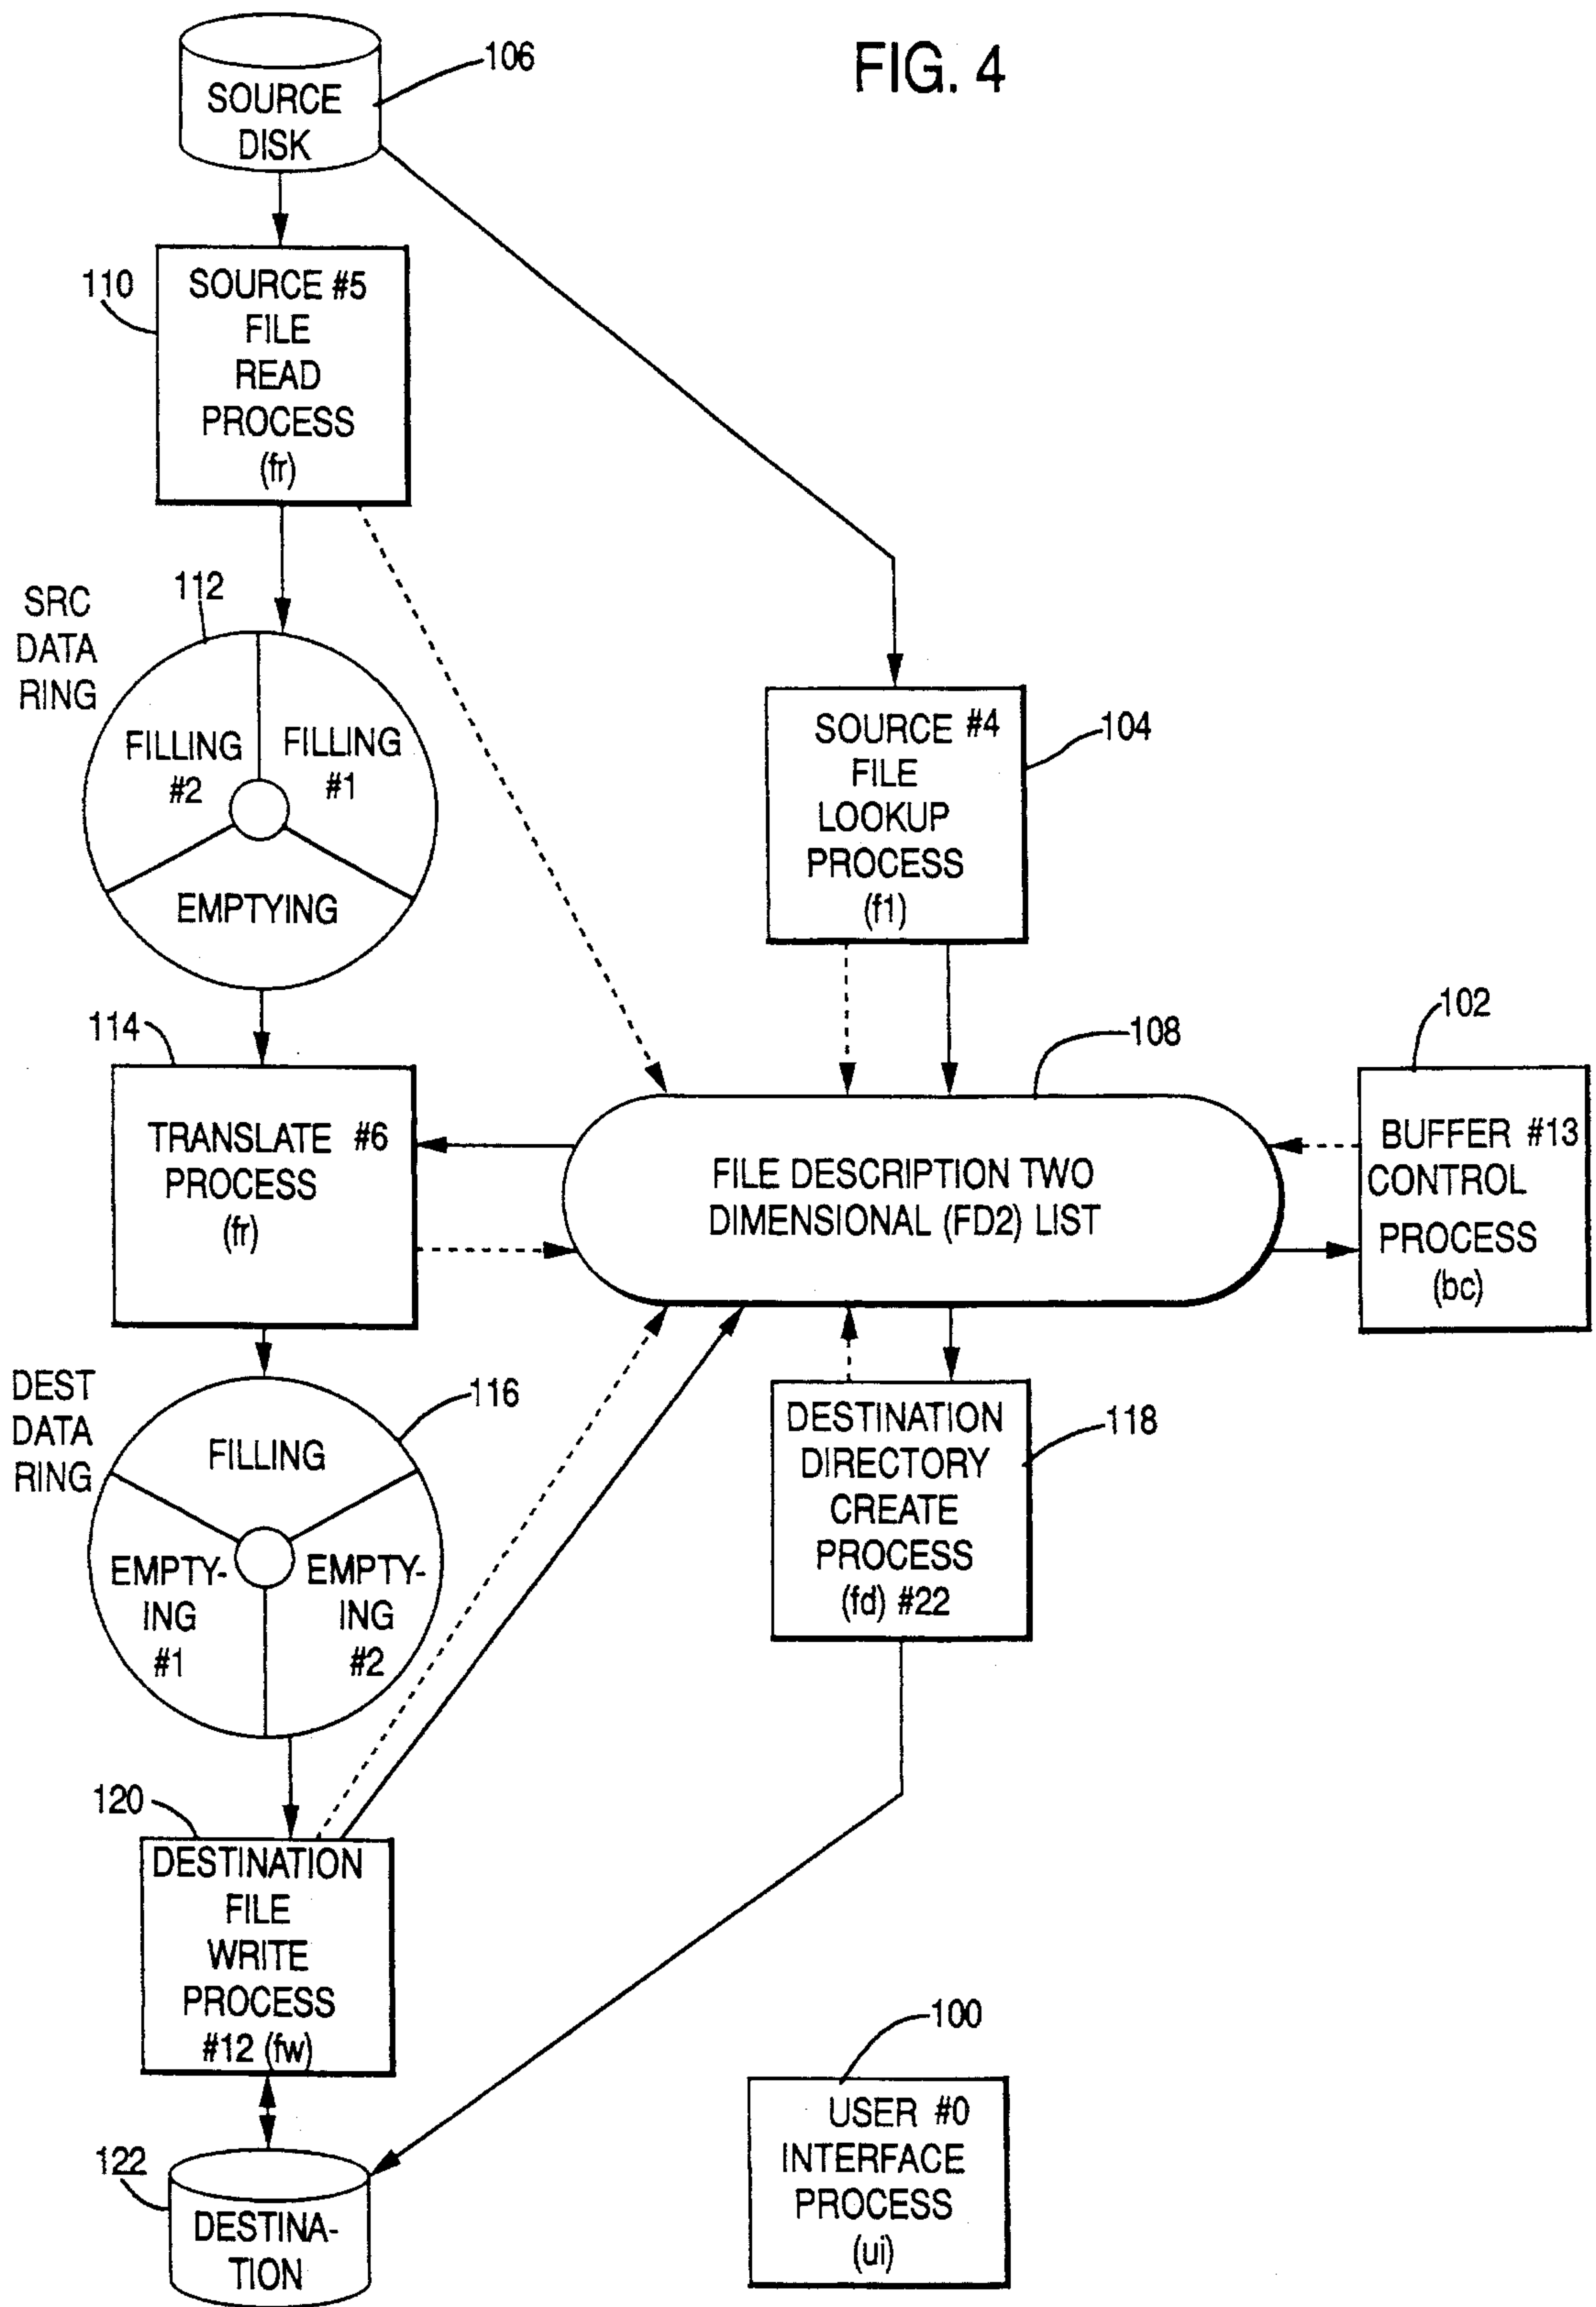 FIG. 4
106
SOURCE
DISK
110
SOURCE #5
FILE
READ
PROCESS
(fr)
SRC
DATA
RING
112
FILLING
#2
FILLING
#1
EMPTYING
SOURCE #4
FILE
LOOKUP
PROCESS
(f1)
104
114
TRANSLATE #6
PROCESS
(fr)
108
FILE DESCRIPTION TWO
DIMENSIONAL (FD2) LIST
102
BUFFER #13
CONTROL
PROCESS
(bc)
DEST
DATA
RING
116
FILLING
EMPTY-
ING
#1
EMPTY-
ING
#2
DESTINATION
DIRECTORY
CREATE
PROCESS
(fd) #22
118
120
DESTINATION
FILE
WRITE
PROCESS
#12 (fw)
122
DESTINA-
TION
100
USER #0
INTERFACE
PROCESS
(ui)